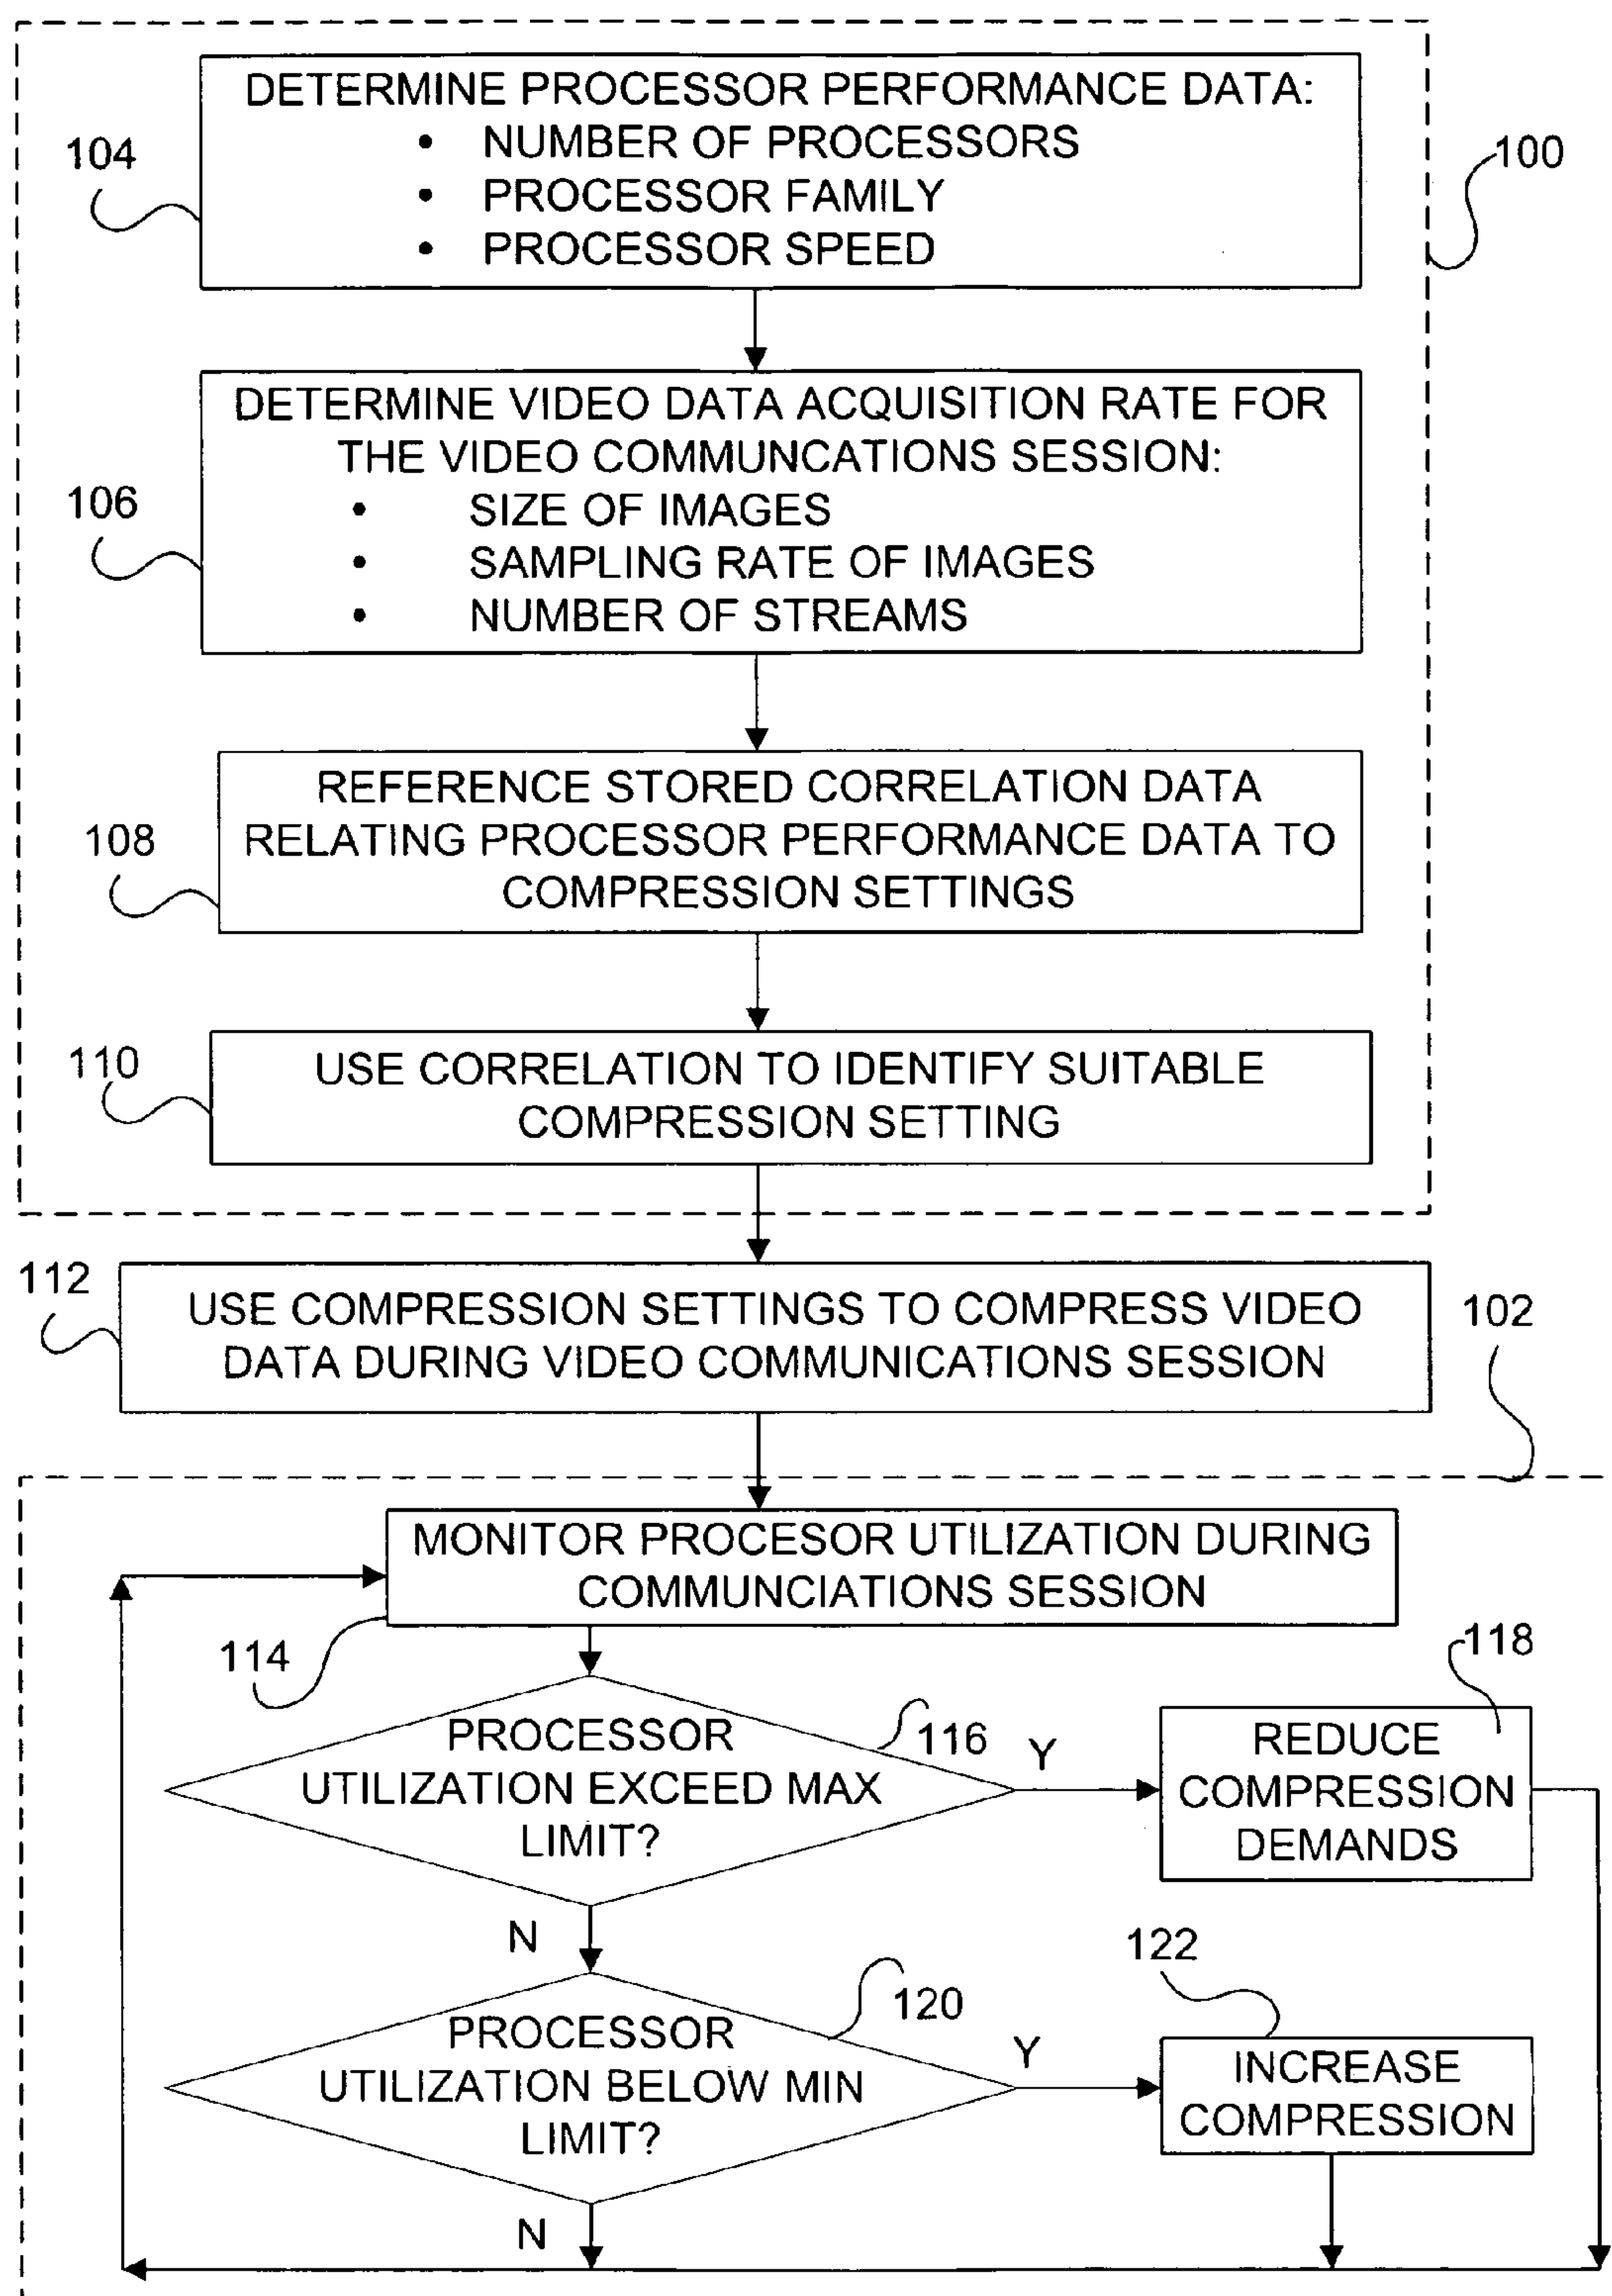 DETERMINE PROCESSOR PERFORMANCE DATA:
• NUMBER OF PROCESSORS
• PROCESSOR FAMILY
• PROCESSOR SPEED
104
100
DETERMINE VIDEO DATA ACQUISITION RATE FOR
THE VIDEO COMMUNCATIONS SESSION:
• SIZE OF IMAGES
• SAMPLING RATE OF IMAGES
• NUMBER OF STREAMS
106
REFERENCE STORED CORRELATION DATA
RELATING PROCESSOR PERFORMANCE DATA TO
COMPRESSION SETTINGS
108
USE CORRELATION TO IDENTIFY SUITABLE
COMPRESSION SETTING
110
USE COMPRESSION SETTINGS TO COMPRESS VIDEO
DATA DURING VIDEO COMMUNICATIONS SESSION
112
102
MONITOR PROCESOR UTILIZATION DURING
COMMUNCIATIONS SESSION
114
PROCESSOR
UTILIZATION EXCEED MAX
LIMIT?
116
Y
REDUCE
COMPRESSION
DEMANDS
118
N
PROCESSOR
UTILIZATION BELOW MIN
LIMIT?
120
Y
INCREASE
COMPRESSION
122
N